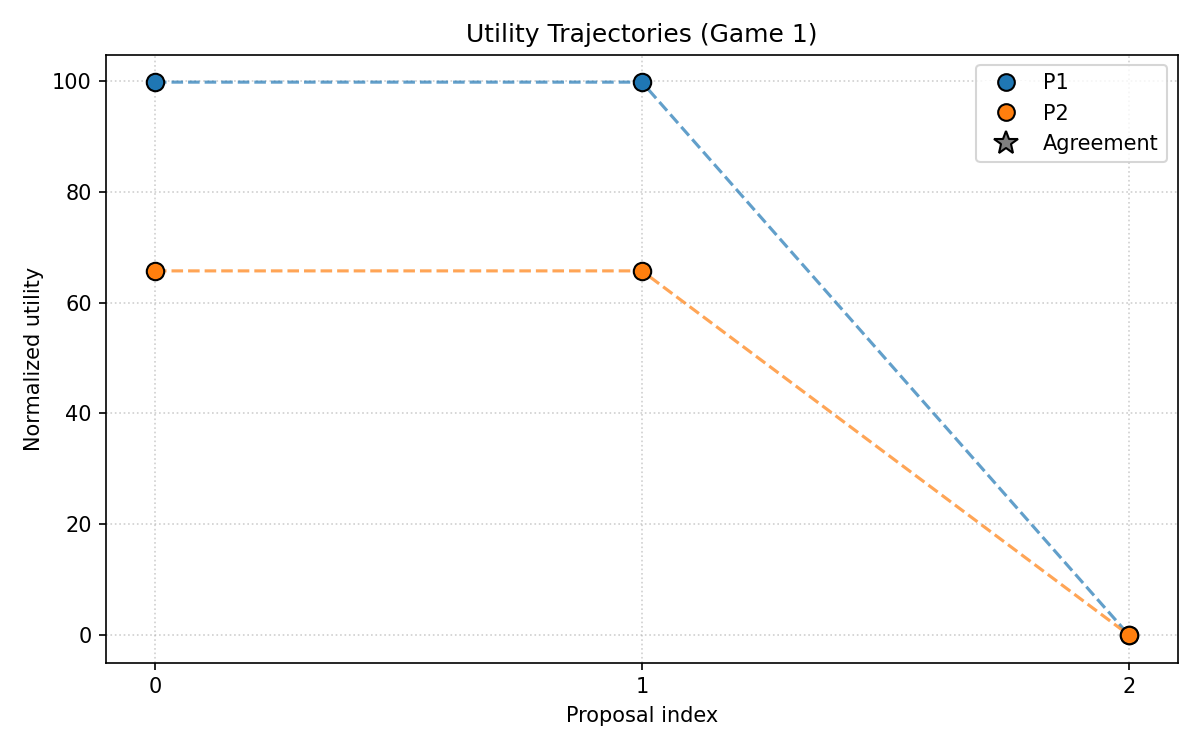 Utility Trajectories (Game 1)
P1
P2
Agreement
Normalized utility
100
80
60
40
20
0
0
1
2
Proposal index